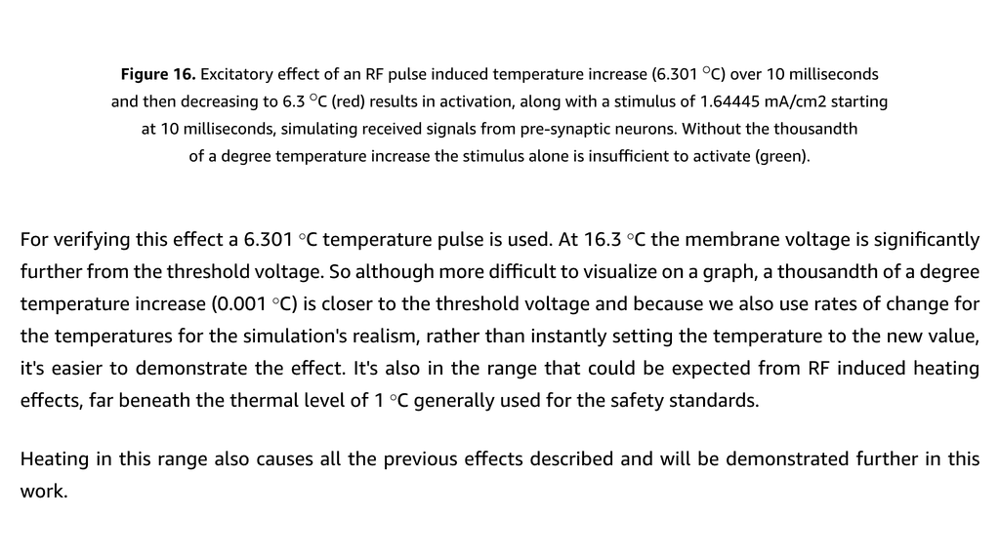 Figure 16. Excitatory effect of an RF pulse induced temperature increase (6.301 °C) over 10 milliseconds
and then decreasing to 6.3 °C (red) results in activation, along with a stimulus of 1.64445 mA/cm2 starting
at 10 milliseconds, simulating received signals from pre-synaptic neurons. Without the thousandth
of a degree temperature increase the stimulus alone is insufficient to activate (green).
For verifying this effect a 6.301 °C temperature pulse is used. At 16.3 °C the membrane voltage is significantly
further from the threshold voltage. So although more difficult to visualize on a graph, a thousandth of a degree
temperature increase (0.001 °C) is closer to the threshold voltage and because we also use rates of change for
the temperatures for the simulation's realism, rather than instantly setting the temperature to the new value,
it's easier to demonstrate the effect. It's also in the range that could be expected from RF induced heating
effects, far beneath the thermal level of 1 °C generally used for the safety standards.
Heating in this range also causes all the previous effects described and will be demonstrated further in this
work.